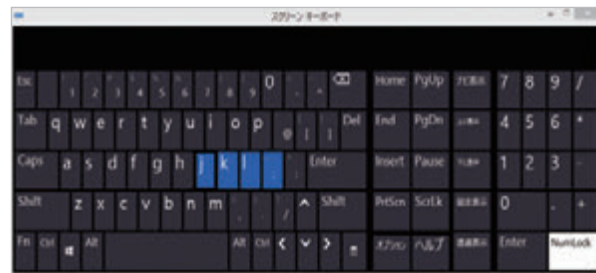 スクリーン キーボード
Esc 1 2 3 4 5 6 7 8 9 0 - ^ Home PgUp 7 8 9 /
Tab q w e r t y u i o p @ [ ] Del End PgDn 4 5 6 *
Caps a s d f g h j k l ; : Enter Insert Pause 1 2 3 -
Shift z x c v b n m , . / Shift PrtScn ScrLk 0 . +
Fn Ctrl Alt Alt Ctrl オプション ヘルプ Enter NumLock